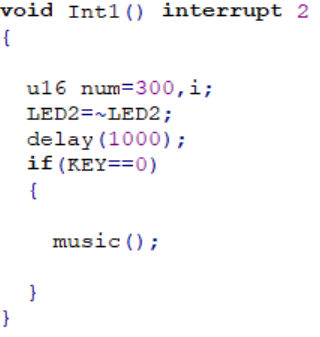 void Int1() interrupt 2
{
u16 num=300,i;
LED2=~LED2;
delay(1000);
if(KEY==0)
{
music();
}
}